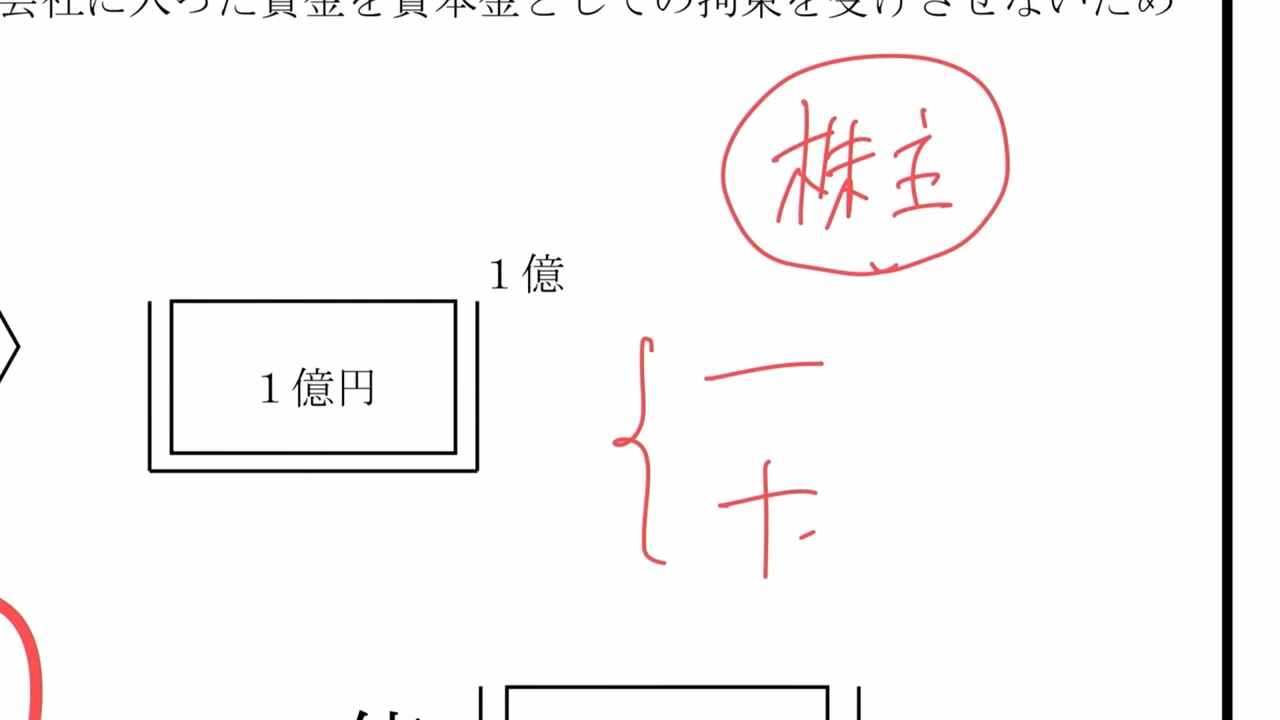 会社に入った資金を資本金としての拘束を受けさせないため
株主
１億
１億円
一